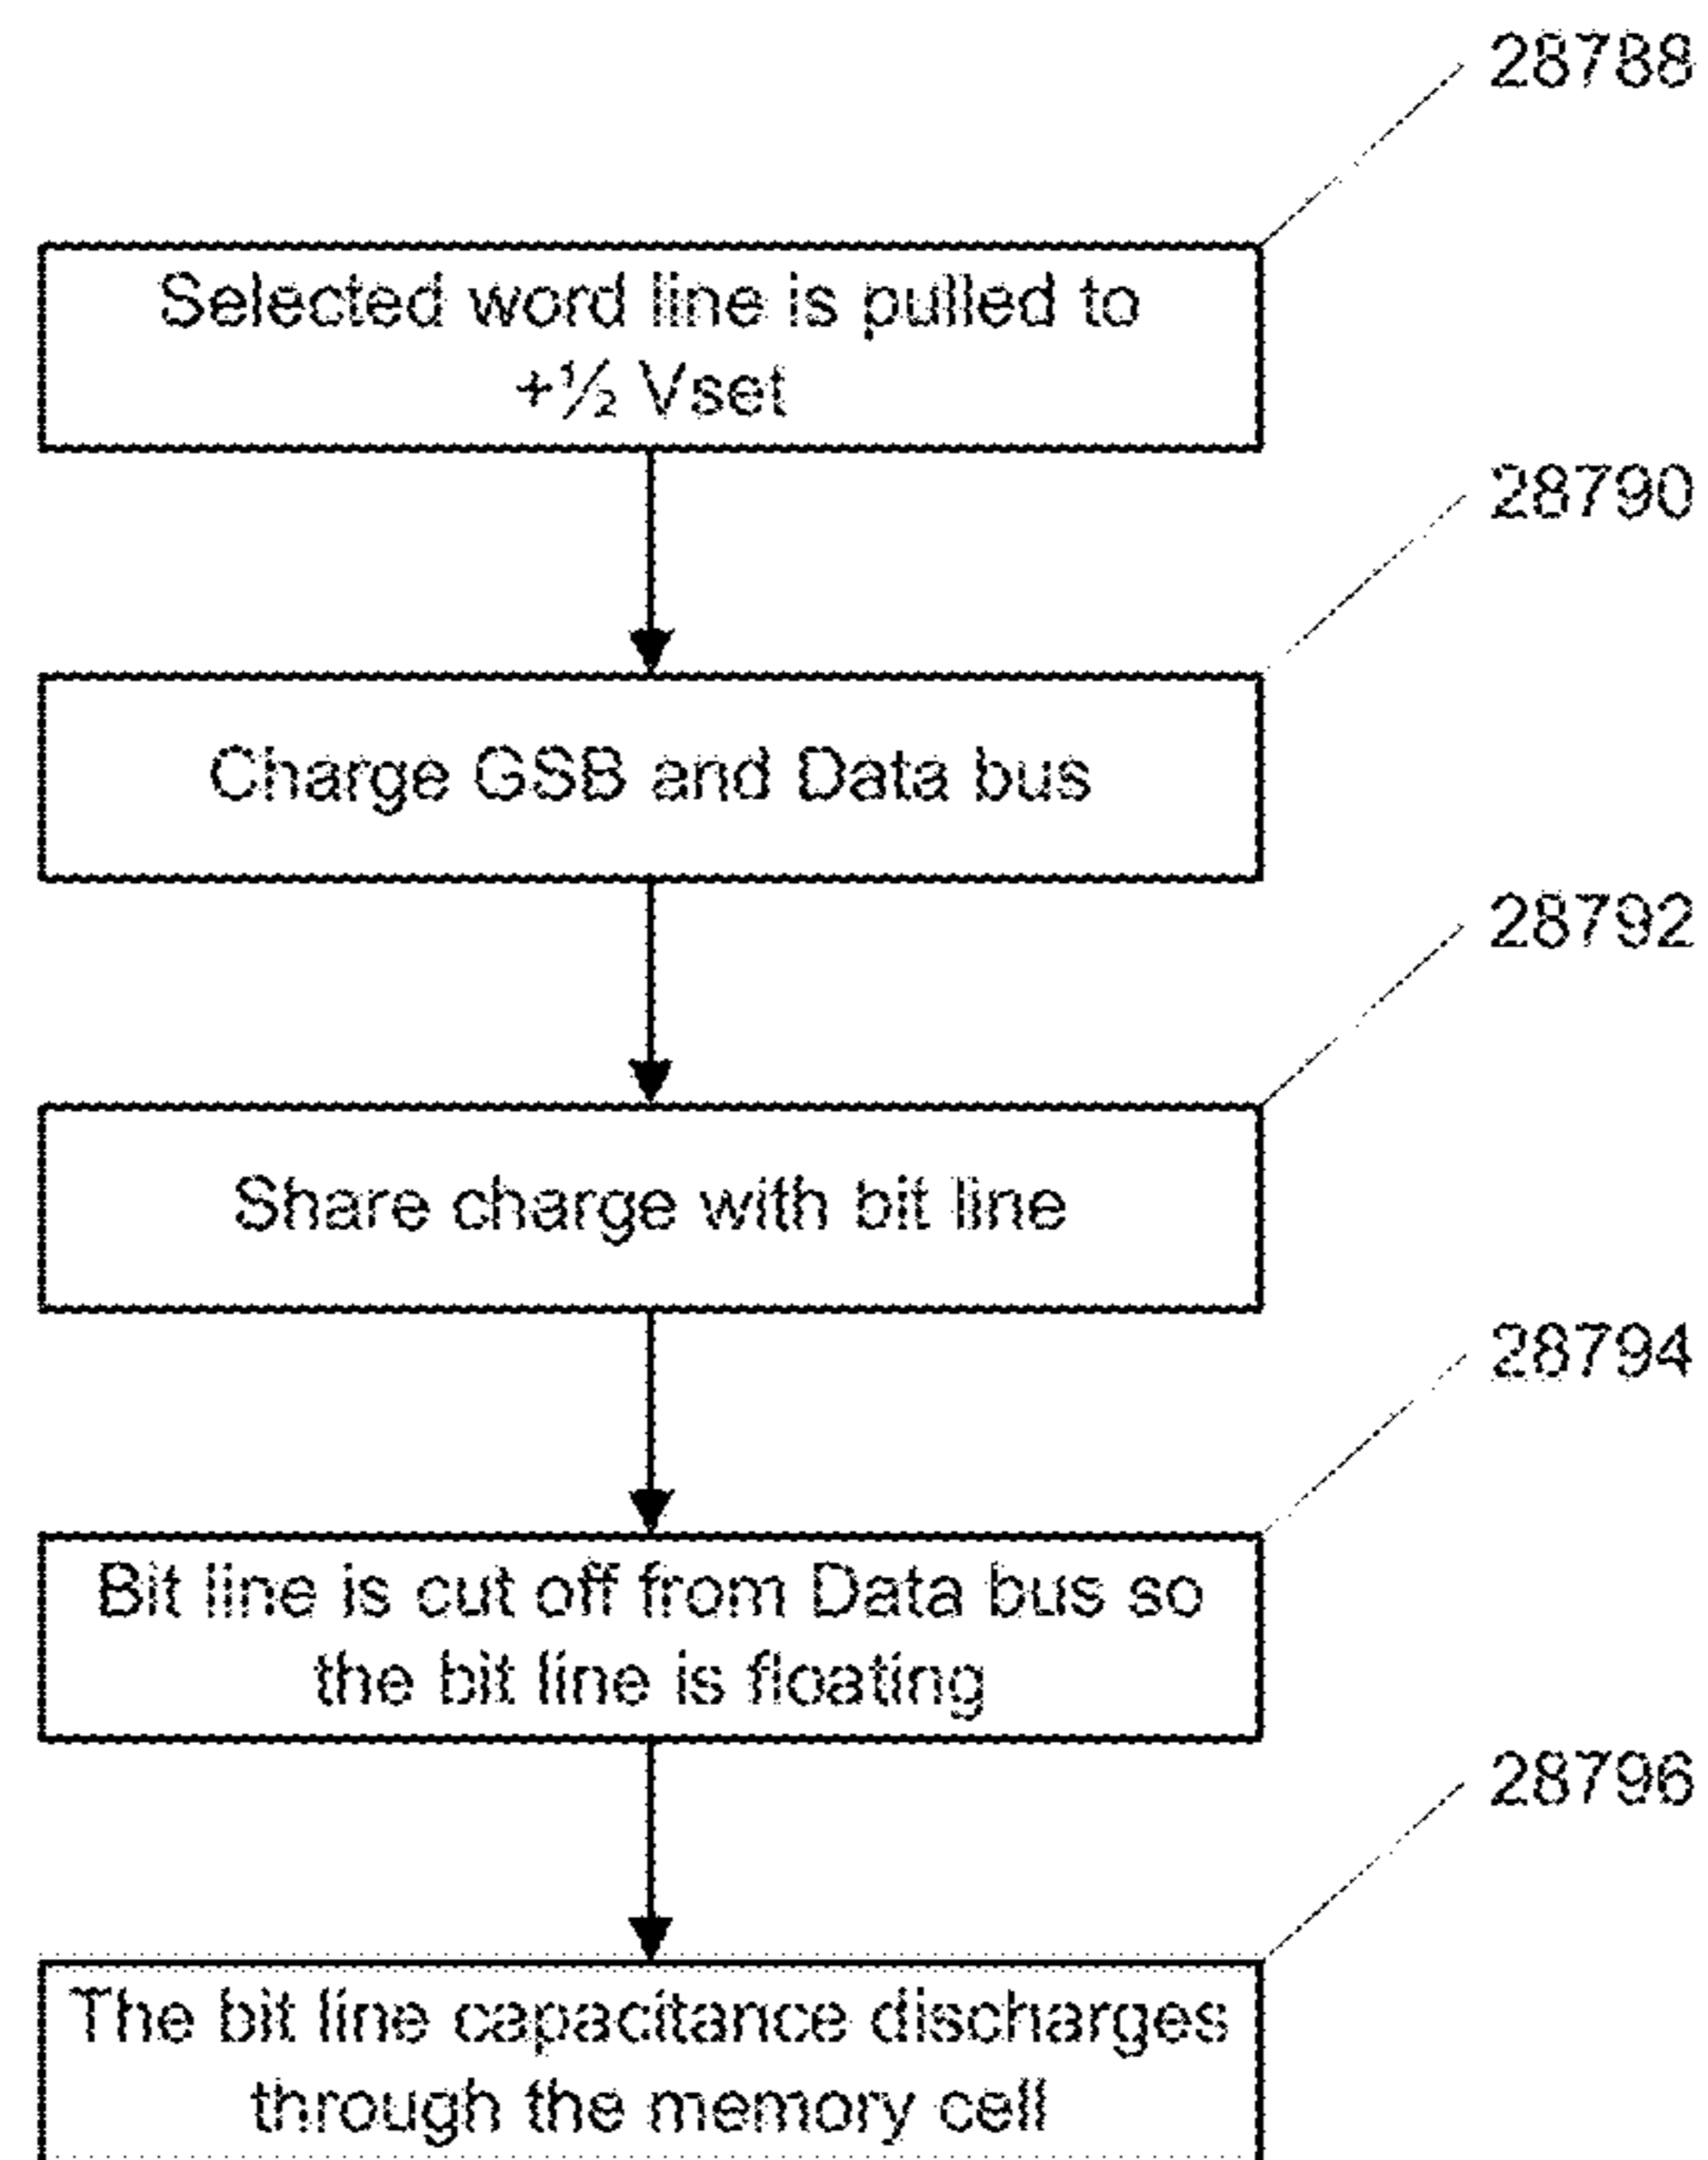 28788
Selected word line is pulled to
+½ Vset
28790
Charge GSB and Data bus
28792
Share charge with bit line
28794
Bit line is cut off from Data bus so
the bit line is floating
28796
The bit line capacitance discharges
through the memory cell